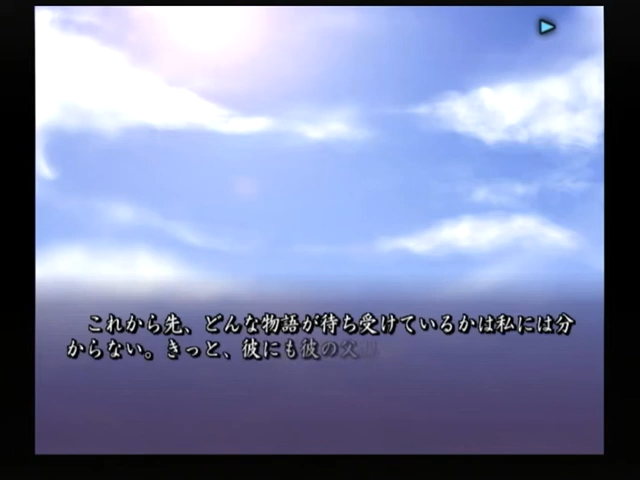 これから先、どんな物語が待ち受けているかは私には分
からない。きっと、彼にも彼の父